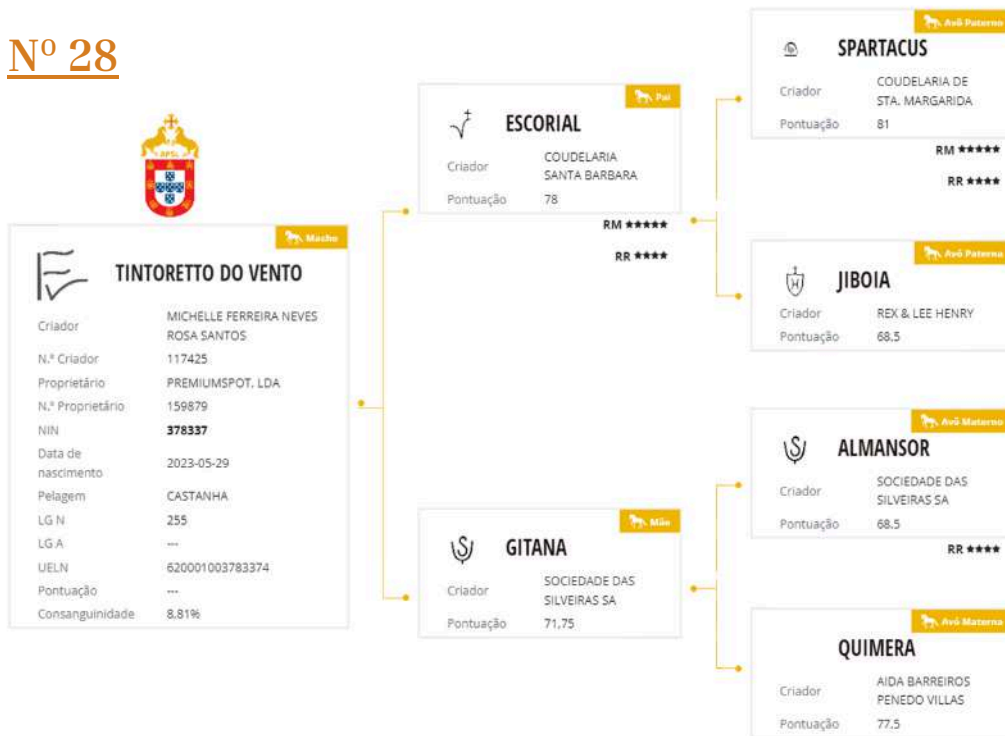 Nº 28
APSL
Macho
TINTORETTO DO VENTO
Criador MICHELLE FERREIRA NEVES
ROSA SANTOS
N.º Criador 117425
Proprietário PREMIUMSPOT. LDA
N.º Proprietário 159879
NIN 378337
Data de
nascimento 2023-05-29
Pelagem CASTANHA
LG N 255
LG A ---
UELN 620001003783374
Pontuação ---
Consanguinidade 8,81%
Pai
ESCORIAL
Criador COUDELARIA
SANTA BARBARA
Pontuação 78
RM ★★★★★
RR ★★★★
Mãe
GITANA
Criador SOCIEDADE DAS
SILVEIRAS SA
Pontuação 71,75
Avô Paterno
SPARTACUS
Criador COUDELARIA DE
STA. MARGARIDA
Pontuação 81
RM ★★★★★
RR ★★★★
Avó Paterna
JIBOIA
Criador REX & LEE HENRY
Pontuação 68.5
Avô Materno
ALMANSOR
Criador SOCIEDADE DAS
SILVEIRAS SA
Pontuação 68.5
RR ★★★★
Avó Materna
QUIMERA
Criador AIDA BARREIROS
PENEDO VILLAS
Pontuação 77.5